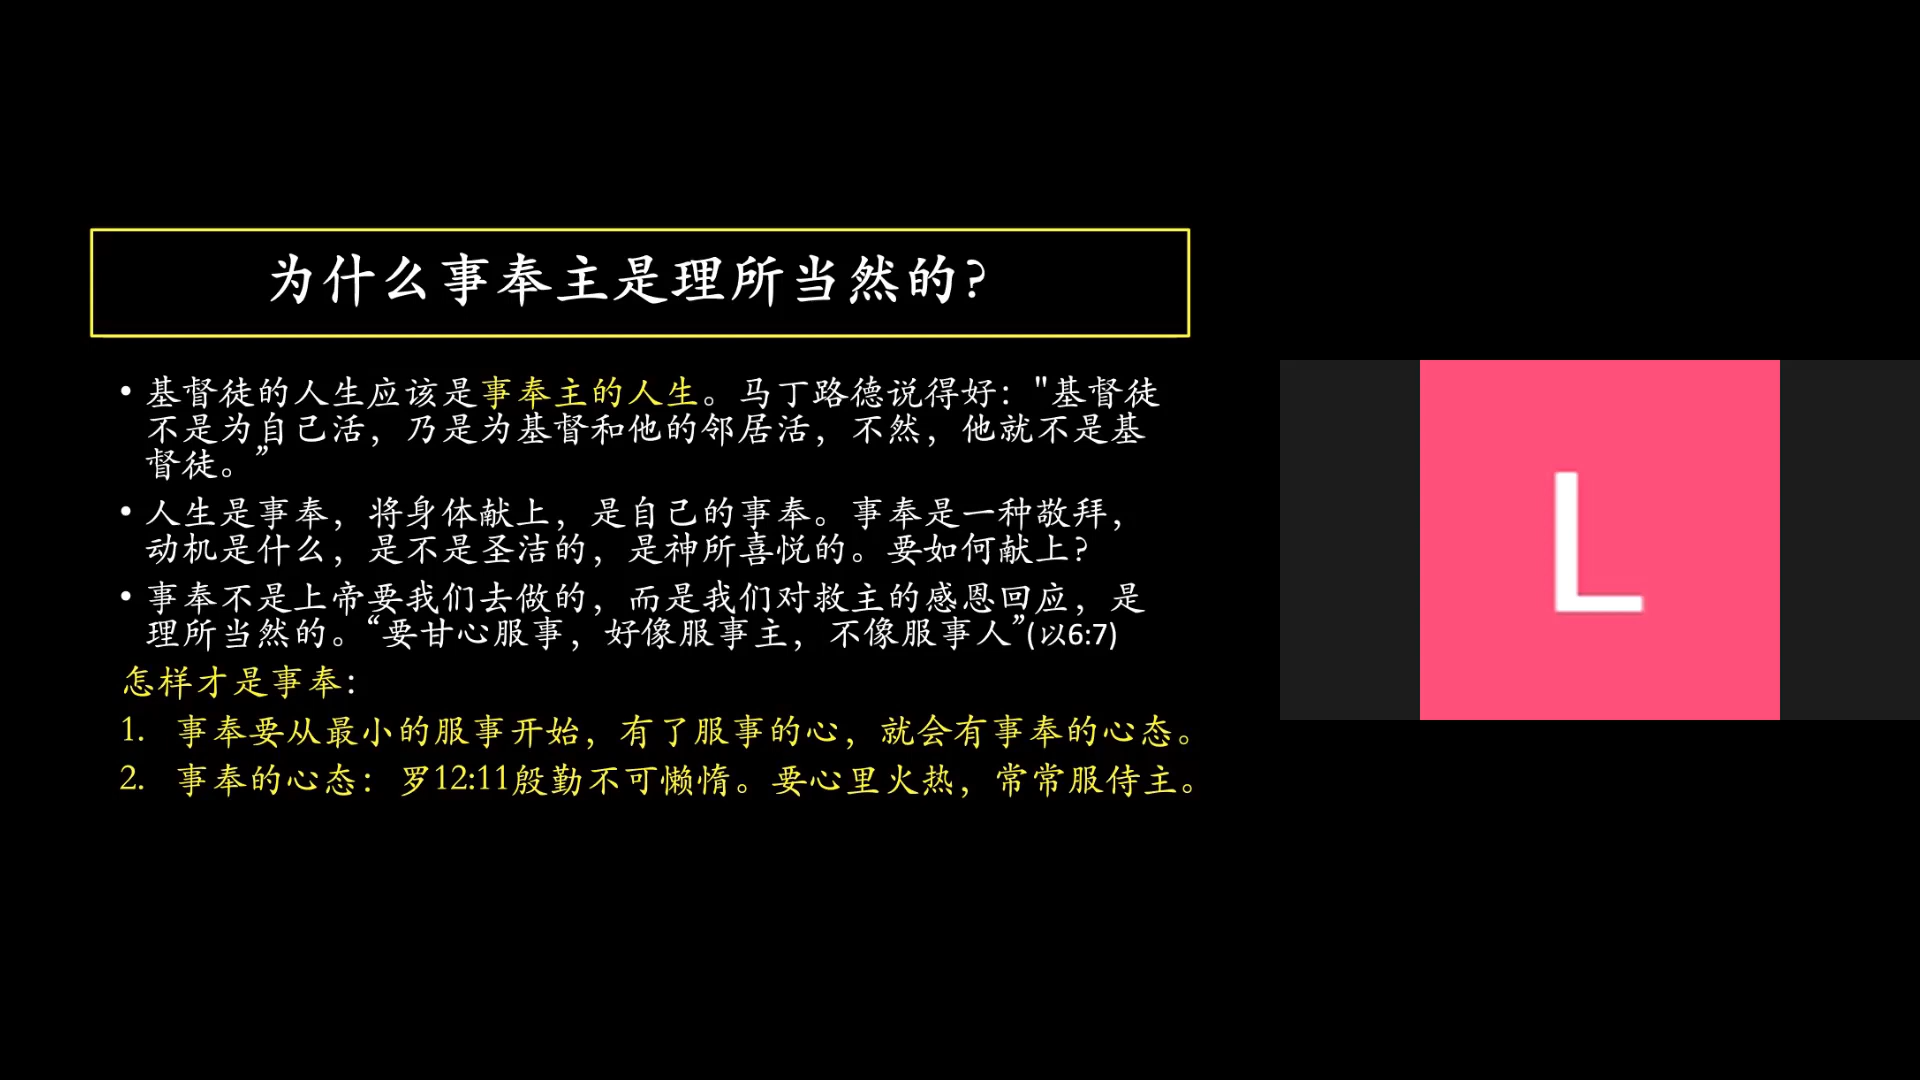 为什么事奉主是理所当然的?
• 基督徒的人生应该是事奉主的人生。马丁路德说得好："基督徒
不是为自己活，乃是为基督和他的邻居活，不然，他就不是基
督徒。”
• 人生是事奉，将身体献上，是自己的事奉。事奉是一种敬拜，
动机是什么，是不是圣洁的，是神所喜悦的。要如何献上?
• 事奉不是上帝要我们去做的，而是我们对救主的感恩回应，是
理所当然的。“要甘心服事，好像服事主，不像服事人”(以6:7)
怎样才是事奉：
1. 事奉要从最小的服事开始，有了服事的心，就会有事奉的心态。
2. 事奉的心态：罗12:11殷勤不可懒惰。要心里火热，常常服侍主。
L